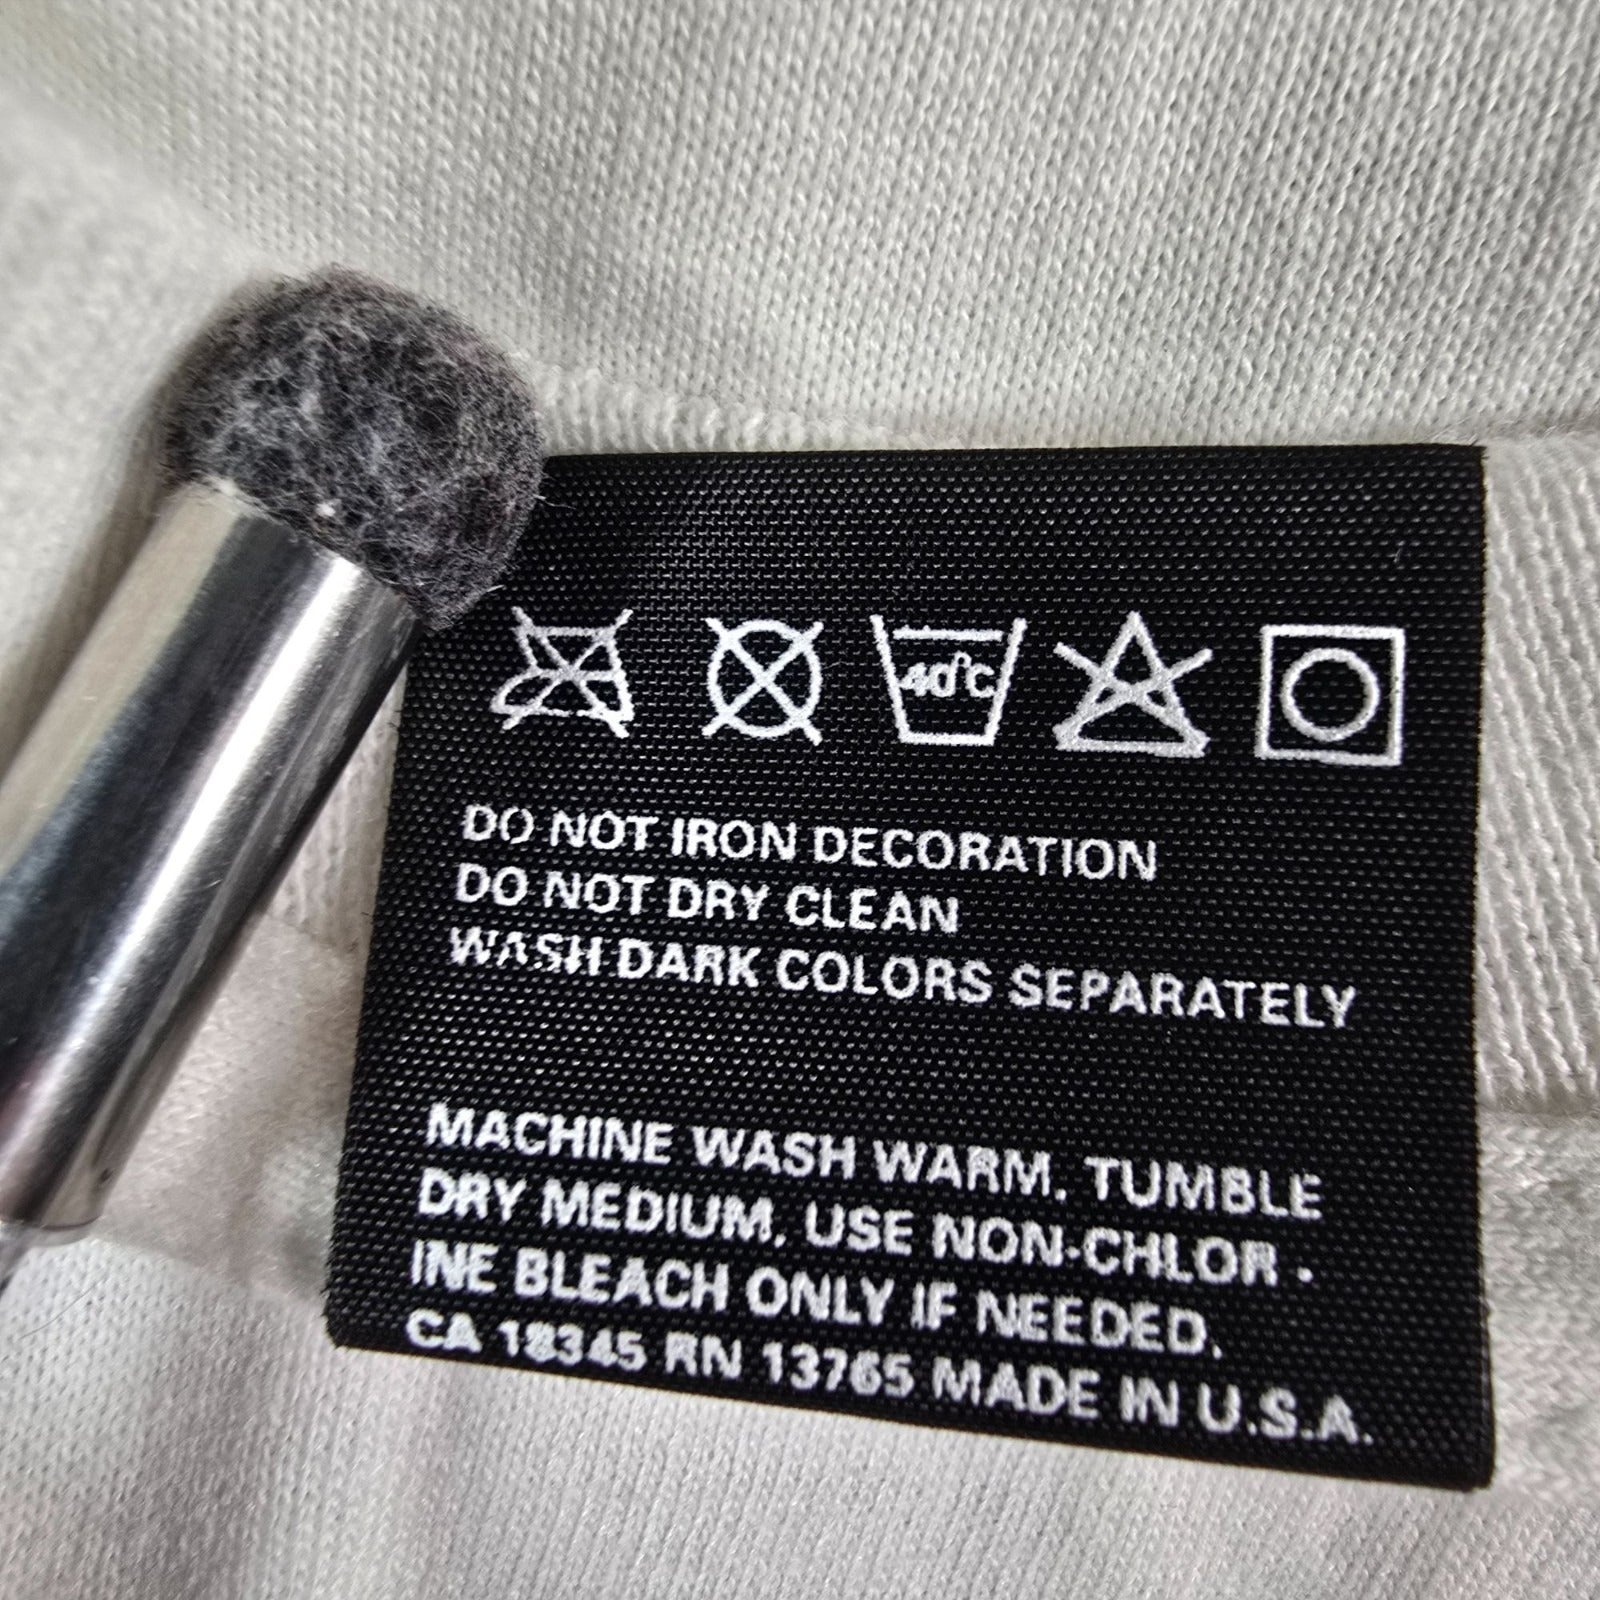 40°C
DO NOT IRON DECORATION
DO NOT DRY CLEAN
WASH DARK COLORS SEPARATELY
MACHINE WASH WARM. TUMBLE
DRY MEDIUM. USE NON-CHLOR -
INE BLEACH ONLY IF NEEDED.
CA 18345 RN 13765 MADE IN U.S.A.